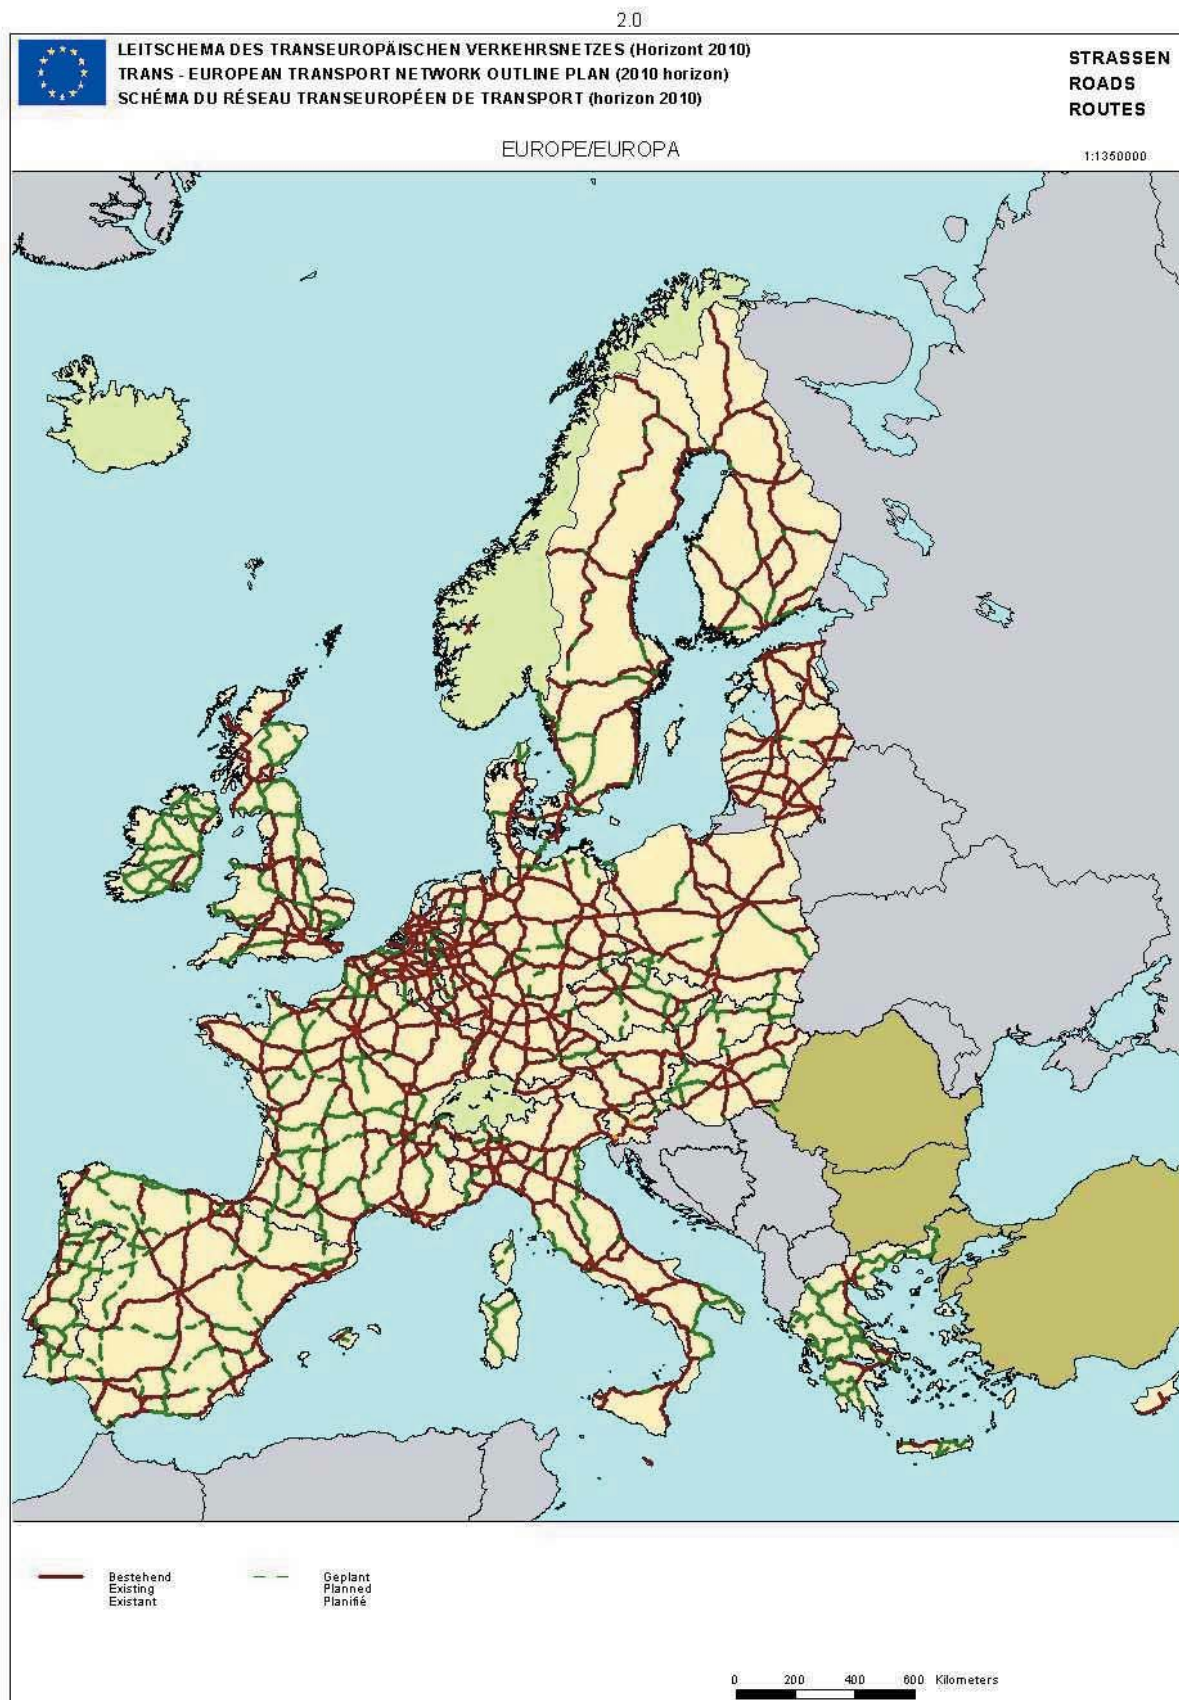 2.0
LEITSCHEMA DES TRANSEUROPÄISCHEN VERKEHRSNETZES (Horizont 2010)
TRANS - EUROPEAN TRANSPORT NETWORK OUTLINE PLAN (2010 horizon)
SCHÉMA DU RÉSEAU TRANSEUROPÉEN DE TRANSPORT (horizon 2010)
STRASSEN
ROADS
ROUTES
EUROPE/EUROPA
1:1350000
Bestehend
Existing
Existant
Geplant
Planned
Planifié
0 200 400 600 Kilometers